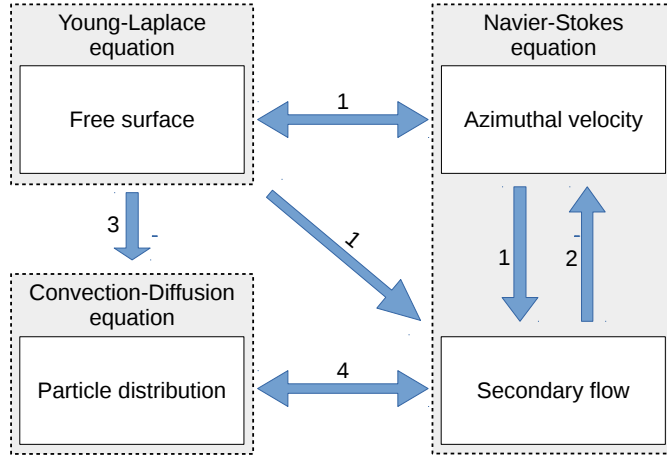 Young-Laplace
equation
Free surface
Navier-Stokes
equation
Azimuthal velocity
1
3
1
1
2
Convection-Diffusion
equation
Particle distribution
4
Secondary flow